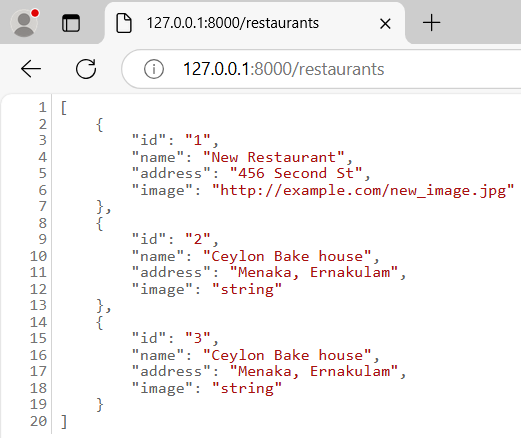 127.0.0.1:8000/restaurants
127.0.0.1:8000/restaurants
1 [
2     {
3         "id": "1",
4         "name": "New Restaurant",
5         "address": "456 Second St",
6         "image": "http://example.com/new_image.jpg"
7     },
8     {
9         "id": "2",
10         "name": "Ceylon Bake house",
11         "address": "Menaka, Ernakulam",
12         "image": "string"
13     },
14     {
15         "id": "3",
16         "name": "Ceylon Bake house",
17         "address": "Menaka, Ernakulam",
18         "image": "string"
19     }
20 ]